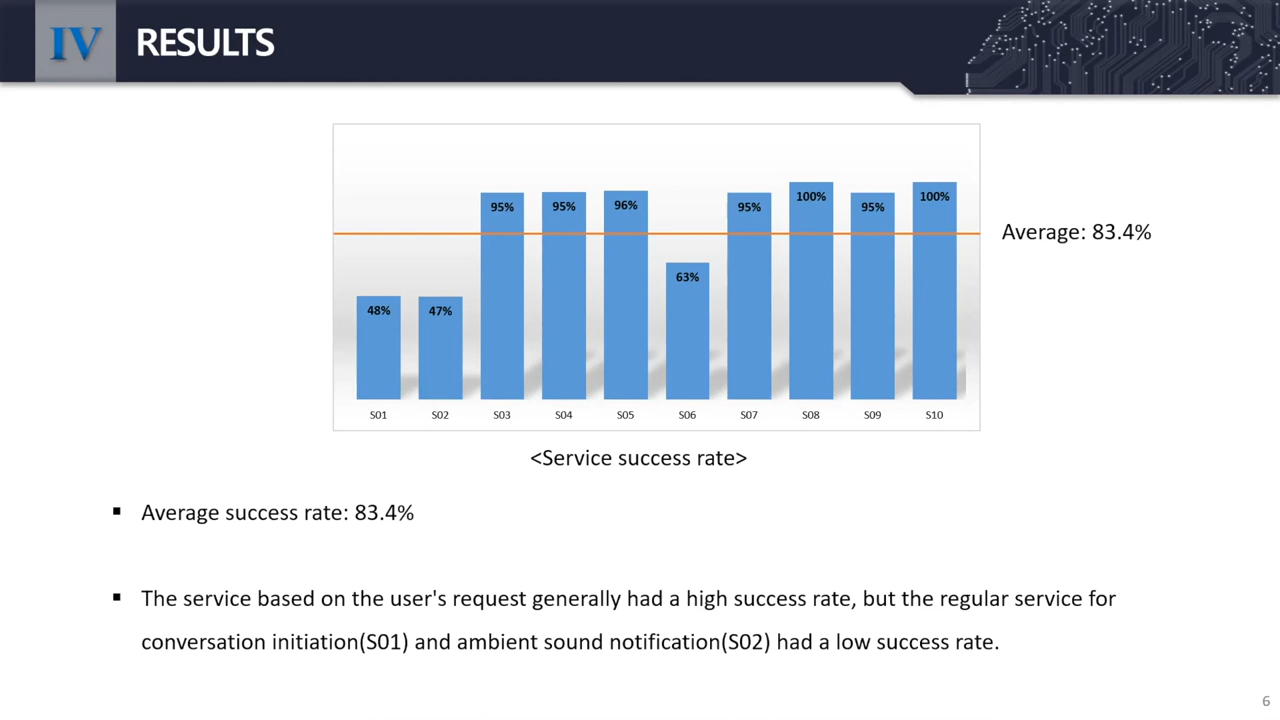 IV RESULTS
100% 100%
95% 95% 96% 95% 95%
Average: 83.4%
63%
48% 47%
S01 S02 S03 S04 S05 S06 S07 S08 S09 S10
<Service success rate>
▪ Average success rate: 83.4%
▪ The service based on the user's request generally had a high success rate, but the regular service for
conversation initiation(S01) and ambient sound notification(S02) had a low success rate.
6